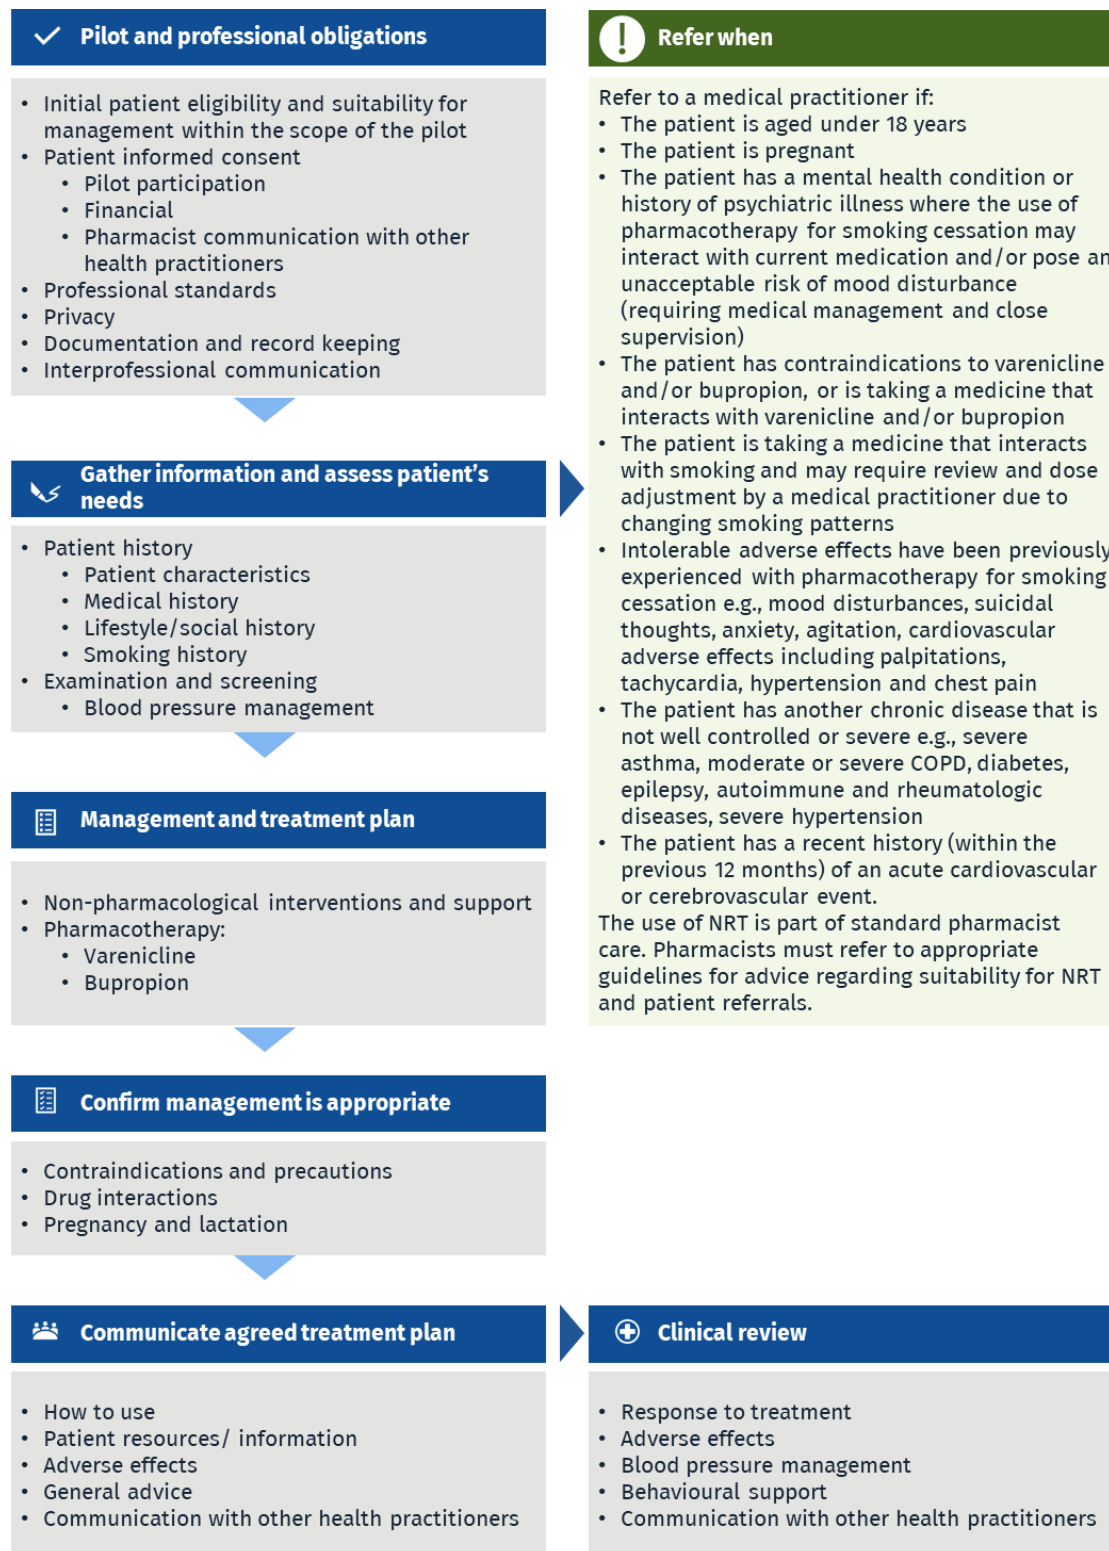 Pilot and professional obligations
• Initial patient eligibility and suitability for
management within the scope of the pilot
• Patient informed consent
• Pilot participation
• Financial
• Pharmacist communication with other
health practitioners
• Professional standards
• Privacy
• Documentation and record keeping
• Interprofessional communication
Gather information and assess patient's
needs
• Patient history
• Patient characteristics
• Medical history
• Lifestyle/social history
• Smoking history
• Examination and screening
• Blood pressure management
Management and treatment plan
• Non-pharmacological interventions and support
• Pharmacotherapy:
• Varenicline
• Bupropion
Confirm management is appropriate
• Contraindications and precautions
• Drug interactions
• Pregnancy and lactation
Communicate agreed treatment plan
• How to use
• Patient resources/ information
• Adverse effects
• General advice
• Communication with other health practitioners
! Refer when
Refer to a medical practitioner if:
• The patient is aged under 18 years
• The patient is pregnant
• The patient has a mental health condition or
history of psychiatric illness where the use of
pharmacotherapy for smoking cessation may
interact with current medication and/or pose an
unacceptable risk of mood disturbance
(requiring medical management and close
supervision)
• The patient has contraindications to varenicline
and/or bupropion, or is taking a medicine that
interacts with varenicline and/or bupropion
• The patient is taking a medicine that interacts
with smoking and may require review and dose
adjustment by a medical practitioner due to
changing smoking patterns
• Intolerable adverse effects have been previously
experienced with pharmacotherapy for smoking
cessation e.g., mood disturbances, suicidal
thoughts, anxiety, agitation, cardiovascular
adverse effects including palpitations,
tachycardia, hypertension and chest pain
• The patient has another chronic disease that is
not well controlled or severe e.g., severe
asthma, moderate or severe COPD, diabetes,
epilepsy, autoimmune and rheumatologic
diseases, severe hypertension
• The patient has a recent history (within the
previous 12 months) of an acute cardiovascular
or cerebrovascular event.
The use of NRT is part of standard pharmacist
care. Pharmacists must refer to appropriate
guidelines for advice regarding suitability for NRT
and patient referrals.
Clinical review
• Response to treatment
• Adverse effects
• Blood pressure management
• Behavioural support
• Communication with other health practitioners